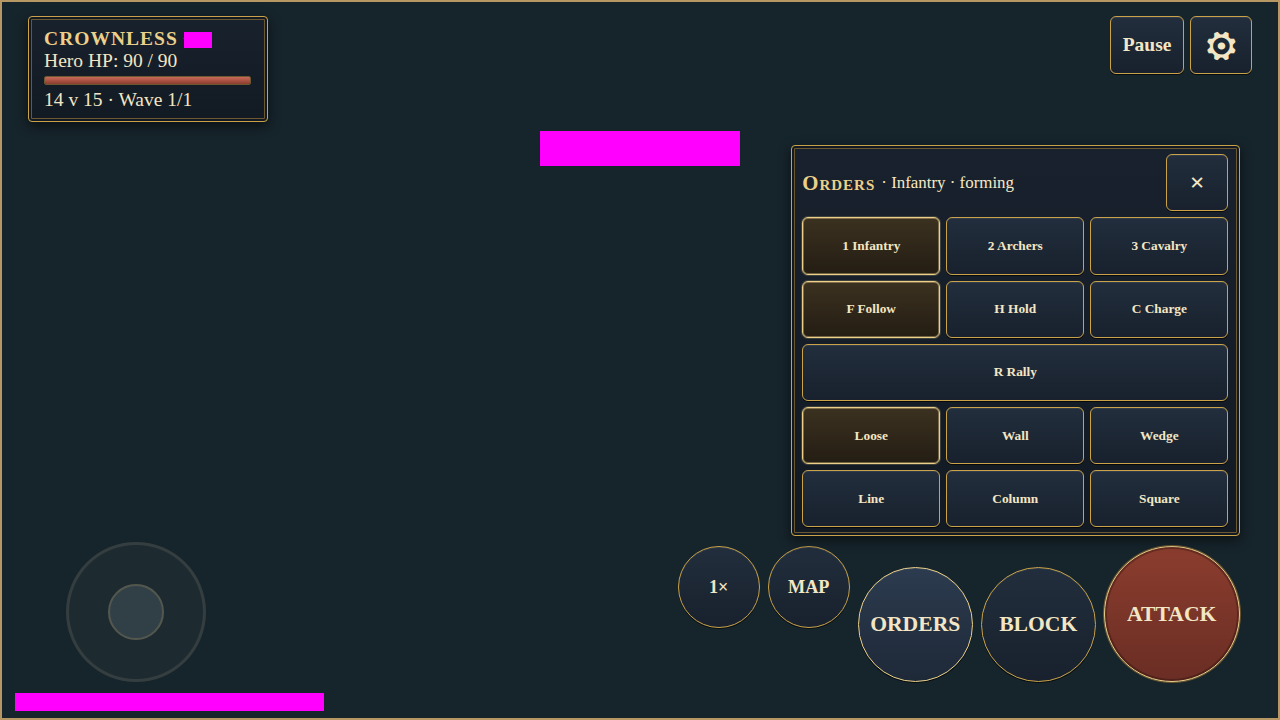 CROWNLESS
Hero HP: 90 / 90
14 v 15 · Wave 1/1
Pause
ORDERS · Infantry · forming
×
1 Infantry
2 Archers
3 Cavalry
F Follow
H Hold
C Charge
R Rally
Loose
Wall
Wedge
Line
Column
Square
1×
MAP
ORDERS
BLOCK
ATTACK